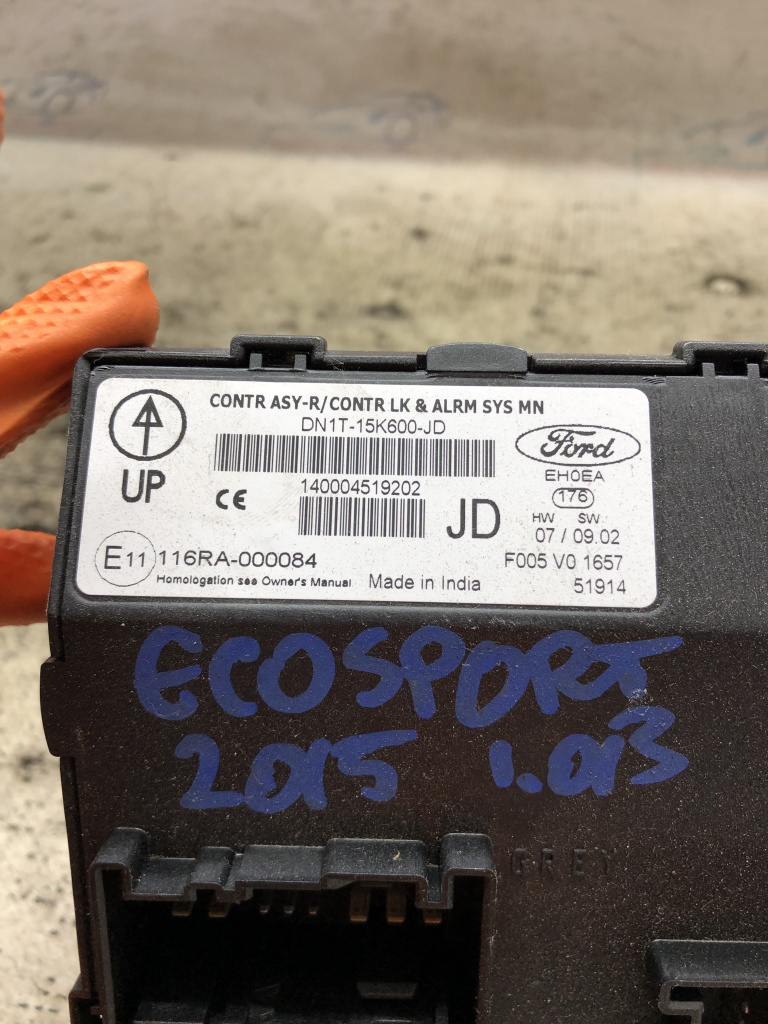 CONTR ASY-R/CONTR LK & ALRM SYS MN
DN1T-15K600-JD
UP
Ford
EH0EA
176
CE
140004519202
JD
HW SW
07 / 09.02
E11 116RA-000084
F005 V0 1657
Homologation see Owner's Manual
Made in India
51914
ECOSPORT
2015 1.013
GREY